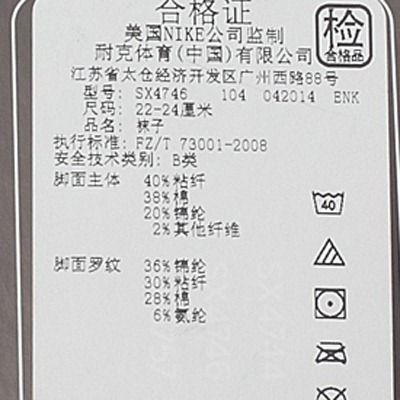 合格证
美国NIKE公司监制
耐克体育(中国)有限公司
检
合格品
江苏省太仓经济开发区广州西路88号
型号: SX4746 104 042014 ENK
尺码: 22-24厘米
品名: 袜子
执行标准: FZ/T 73001-2008
安全技术类别: B类
脚面主体 40%粘纤
38%棉
20%锦纶
2%其他纤维
40
脚面罗纹 36%锦纶
30%粘纤
28%棉
6%氨纶